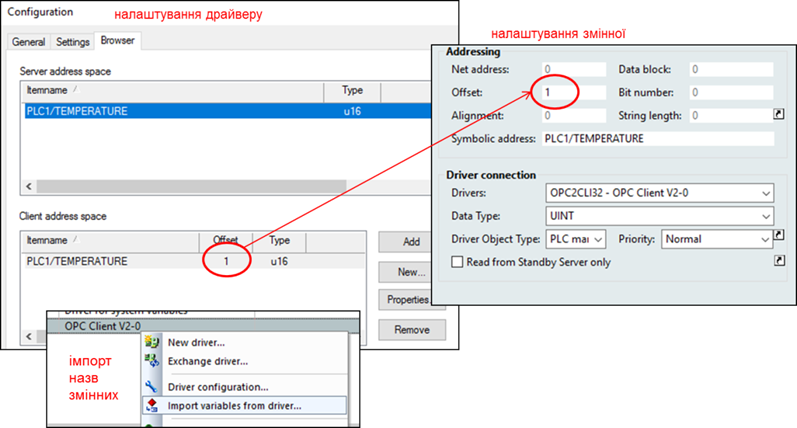 Configuration
налаштування драйверу
General Settings Browser
Server address space
Itemname Type
PLC1/TEMPERATURE u16
Client address space
Itemname Offset Type
PLC1/TEMPERATURE 1 u16
Add
New...
Properties
Remove
OPC Client V2-0
New driver...
Exchange driver...
Driver configuration...
Import variables from driver...
імпорт
назв
змінних
налаштування змінної
Addressing
Net address: 0 Data block: 0
Offset: 1 Bit number: 0
Alignment: 0 String length: 0
Symbolic address: PLC1/TEMPERATURE
Driver connection
Drivers: OPC2CLI32 - OPC Client V2-0
Data Type: UINT
Driver Object Type: PLC mai Priority: Normal
Read from Standby Server only